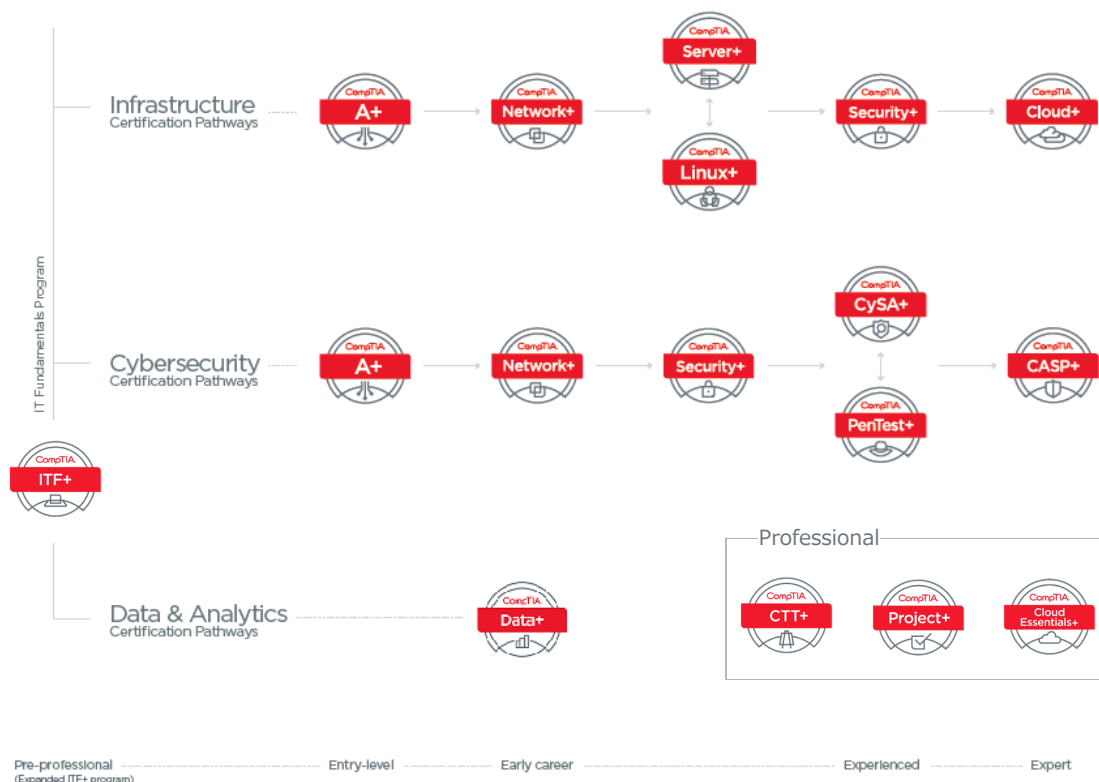 IT Fundamentals Program
CompTIA
ITF+
Infrastructure
Certification Pathways
CompTIA
A+
CompTIA
Network+
CompTIA
Server+
CompTIA
Linux+
CompTIA
Security+
CompTIA
Cloud+
Cybersecurity
Certification Pathways
CompTIA
A+
CompTIA
Network+
CompTIA
Security+
CompTIA
CySA+
CompTIA
PenTest+
CompTIA
CASP+
Data & Analytics
Certification Pathways
CompTIA
Data+
Professional
CompTIA
CTT+
CompTIA
Project+
CompTIA
Cloud
Essentials+
Pre-professional
(Expanded ITF+ program)
Entry-level
Early career
Experienced
Expert